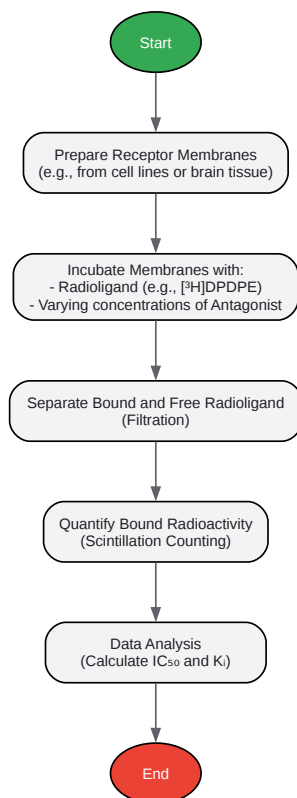 Start
Prepare Receptor Membranes
(e.g., from cell lines or brain tissue)
Incubate Membranes with:
- Radioligand (e.g., [³H]DPDPE)
- Varying concentrations of Antagonist
Separate Bound and Free Radioligand
(Filtration)
Quantify Bound Radioactivity
(Scintillation Counting)
Data Analysis
(Calculate IC₅₀ and Kᵢ)
End